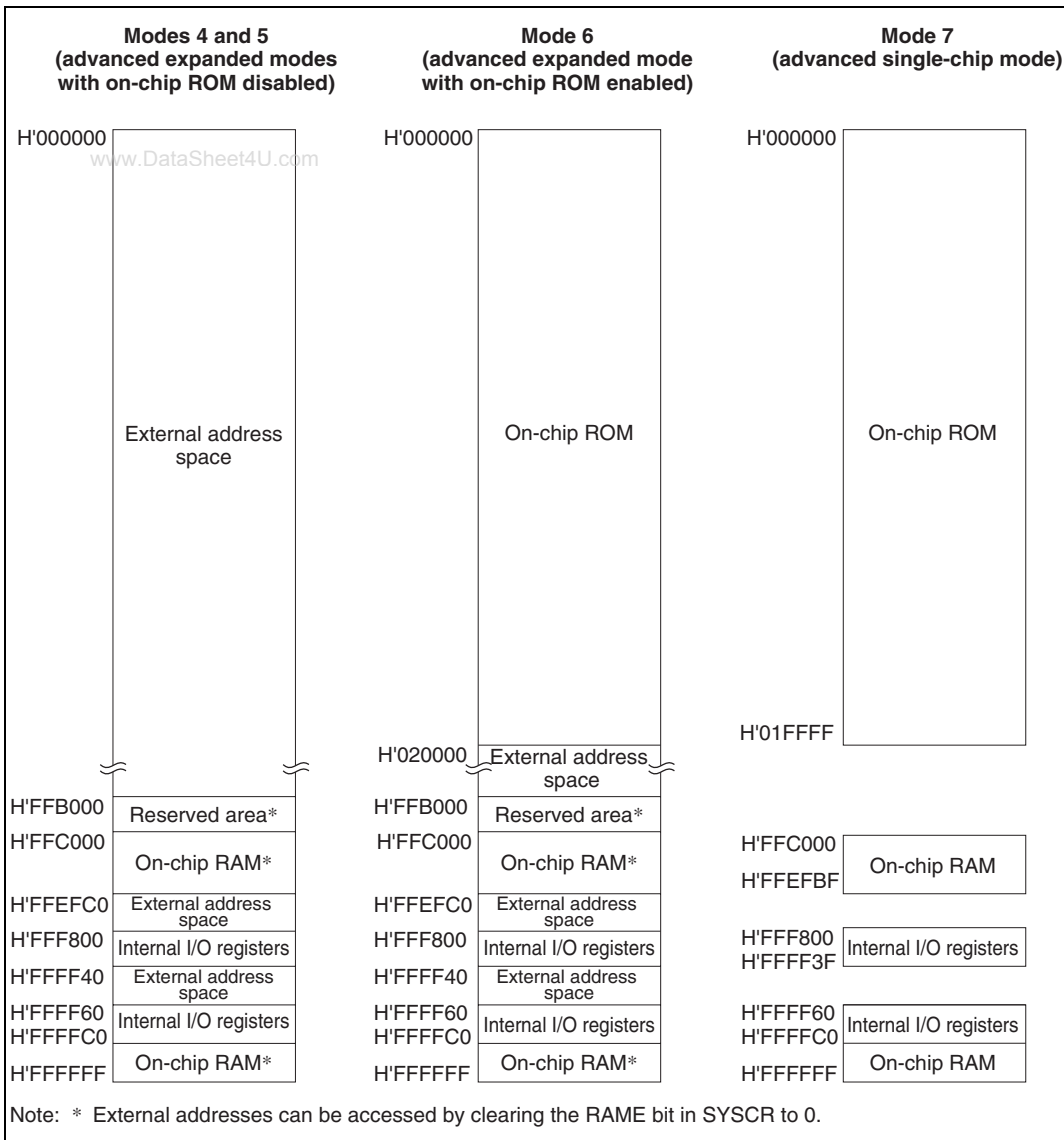 Modes 4 and 5
(advanced expanded modes
with on-chip ROM disabled)
H'000000
www.DataSheet4U.com
External address
space
H'FFB000
Reserved area*
H'FFC000
On-chip RAM*
H'FFEFC0
External address
space
H'FFF800
Internal I/O registers
H'FFFF40
External address
space
H'FFFF60
Internal I/O registers
H'FFFFC0
On-chip RAM*
H'FFFFFF
Mode 6
(advanced expanded mode
with on-chip ROM enabled)
H'000000
On-chip ROM
H'020000
External address
space
H'FFB000
Reserved area*
H'FFC000
On-chip RAM*
H'FFEFC0
External address
space
H'FFF800
Internal I/O registers
H'FFFF40
External address
space
H'FFFF60
Internal I/O registers
H'FFFFC0
On-chip RAM*
H'FFFFFF
Mode 7
(advanced single-chip mode)
H'000000
On-chip ROM
H'01FFFF
H'FFC000
On-chip RAM
H'FFEFBF
H'FFF800
Internal I/O registers
H'FFFF3F
H'FFFF60
Internal I/O registers
H'FFFFC0
On-chip RAM
H'FFFFFF
Note: * External addresses can be accessed by clearing the RAME bit in SYSCR to 0.